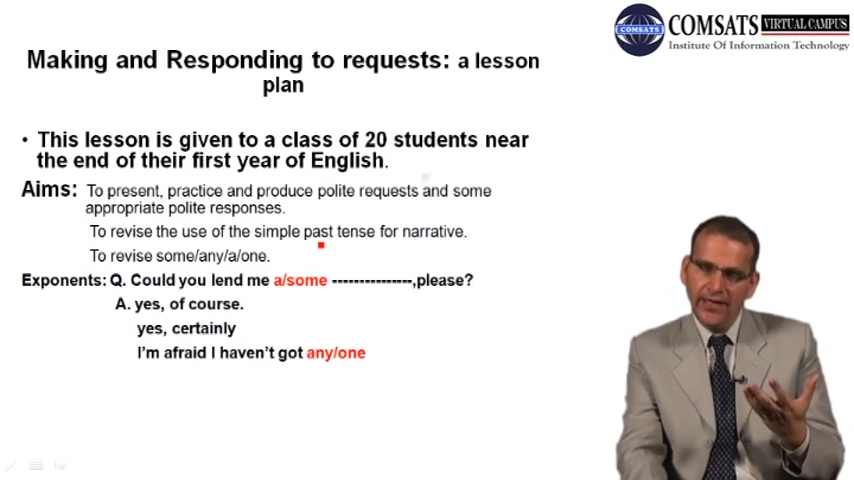 COMSATS VIRTUAL CAMPUS
Institute Of Information Technology
Making and Responding to requests: a lesson
plan
• This lesson is given to a class of 20 students near
the end of their first year of English.
Aims: To present, practice and produce polite requests and some
appropriate polite responses.
To revise the use of the simple past tense for narrative.
To revise some/any/a/one.
Exponents: Q. Could you lend me a/some ---------------,please?
A. yes, of course.
yes, certainly
I'm afraid I haven't got any/one